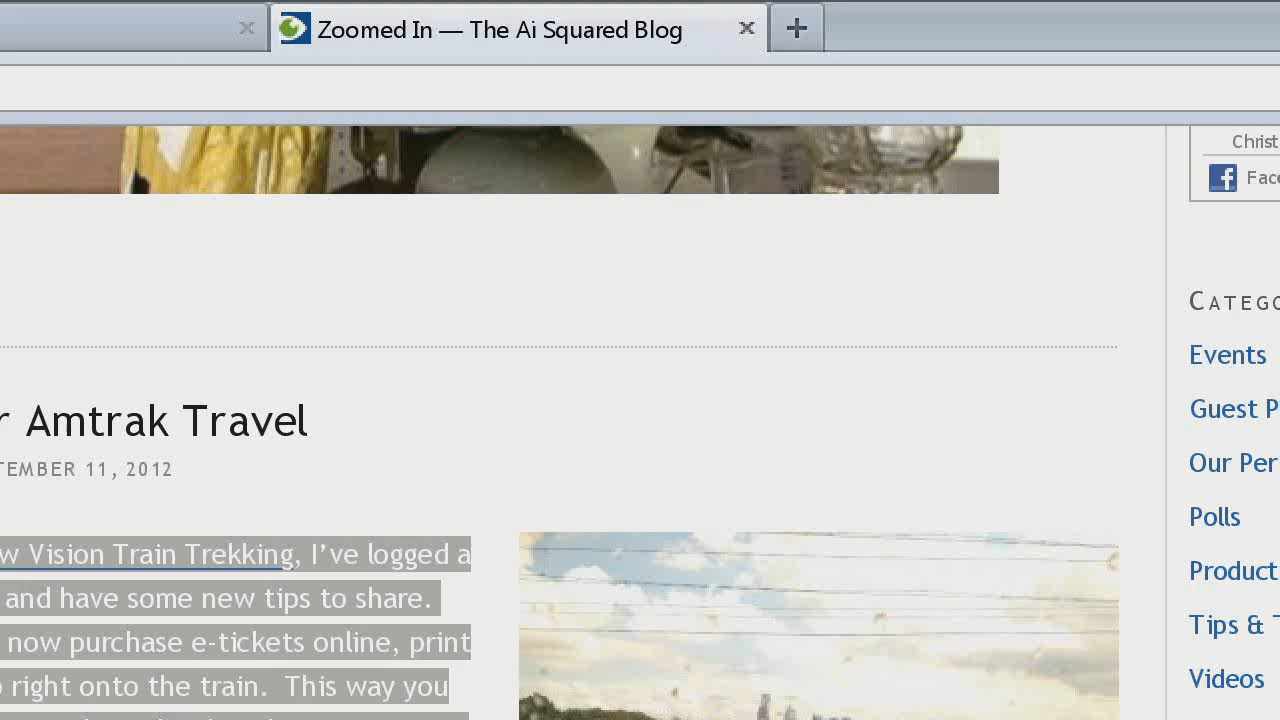 Zoomed In — The Ai Squared Blog
Christ
Face
CATEGO
Events
Guest P
Our Per
Polls
Product
Tips & T
Videos
r Amtrak Travel
TEMBER 11, 2012
w Vision Train Trekking, I’ve logged a
and have some new tips to share.
now purchase e-tickets online, print
right onto the train. This way you